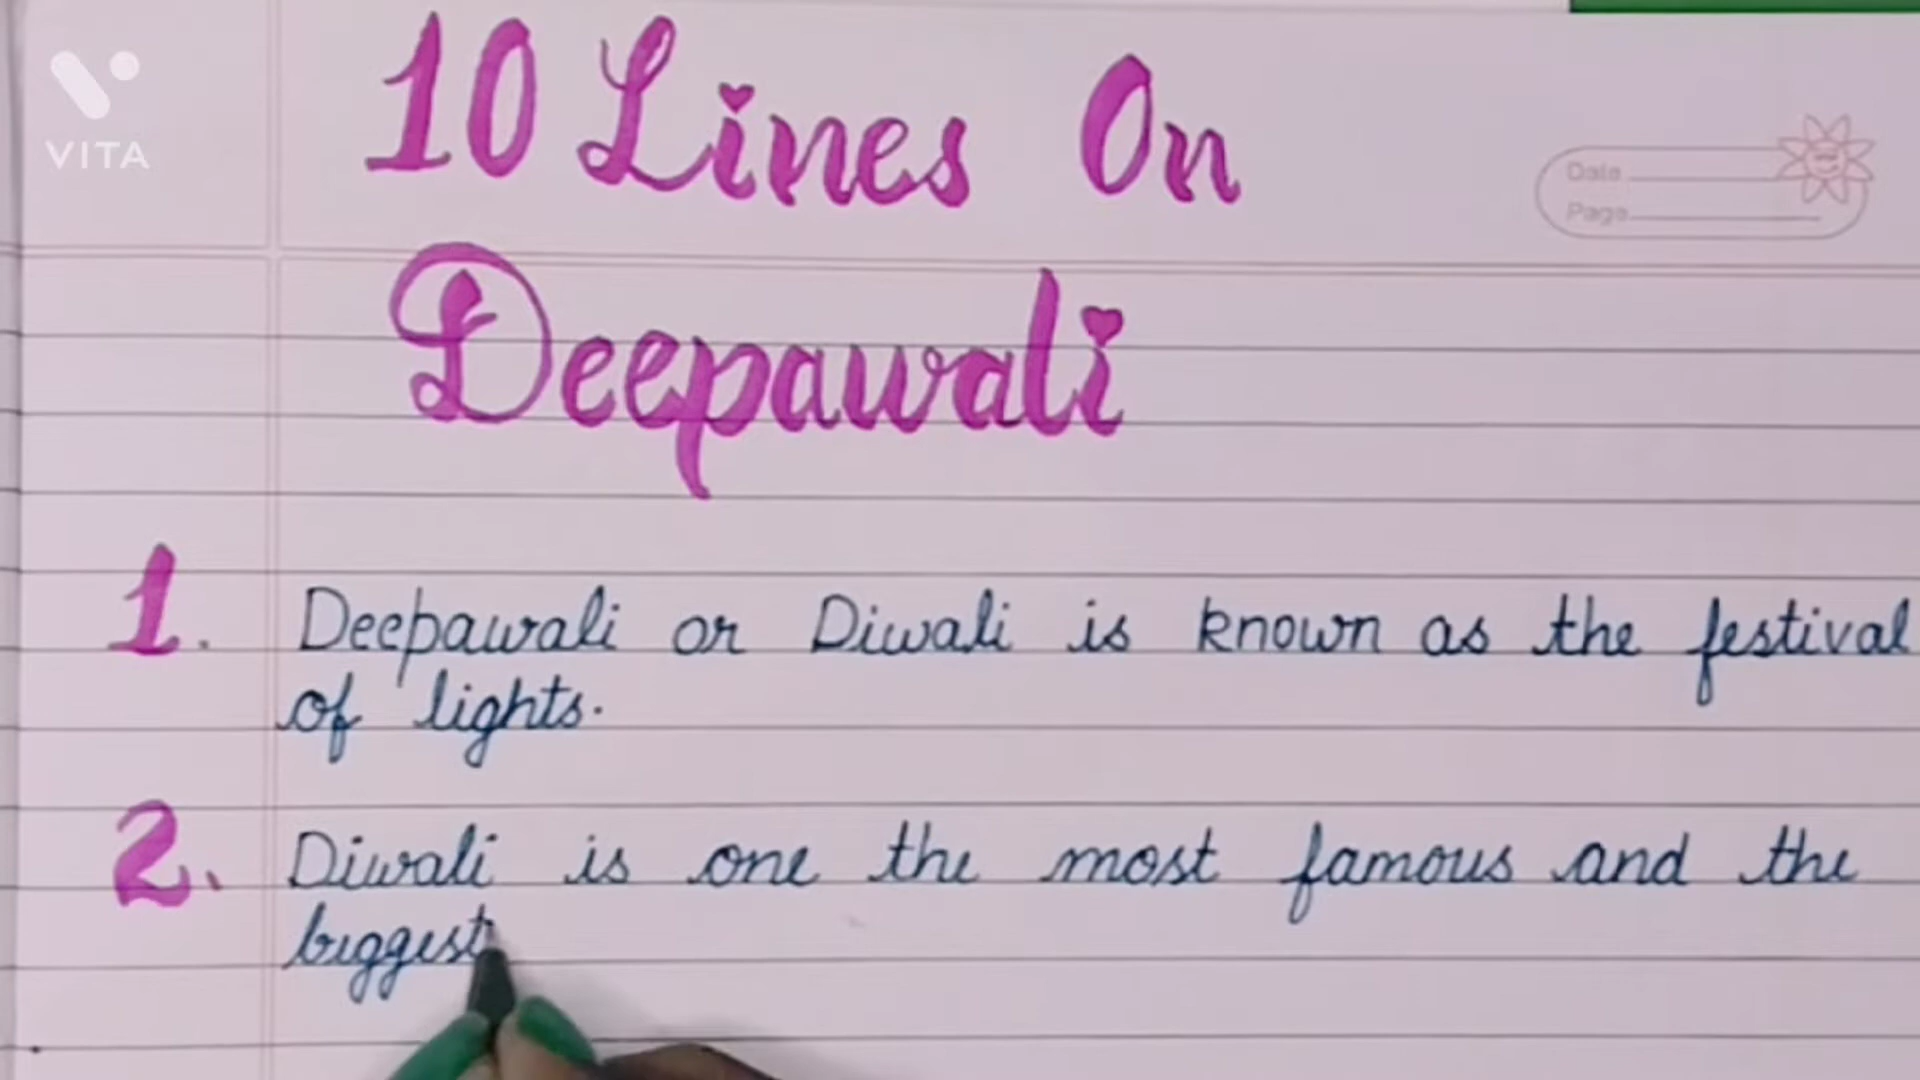 VITA
10 Lines On
Date
Page
Deepawali
1. Deepawali or Diwali is known as the festival
of lights.
2. Diwali is one the most famous and the
biggest